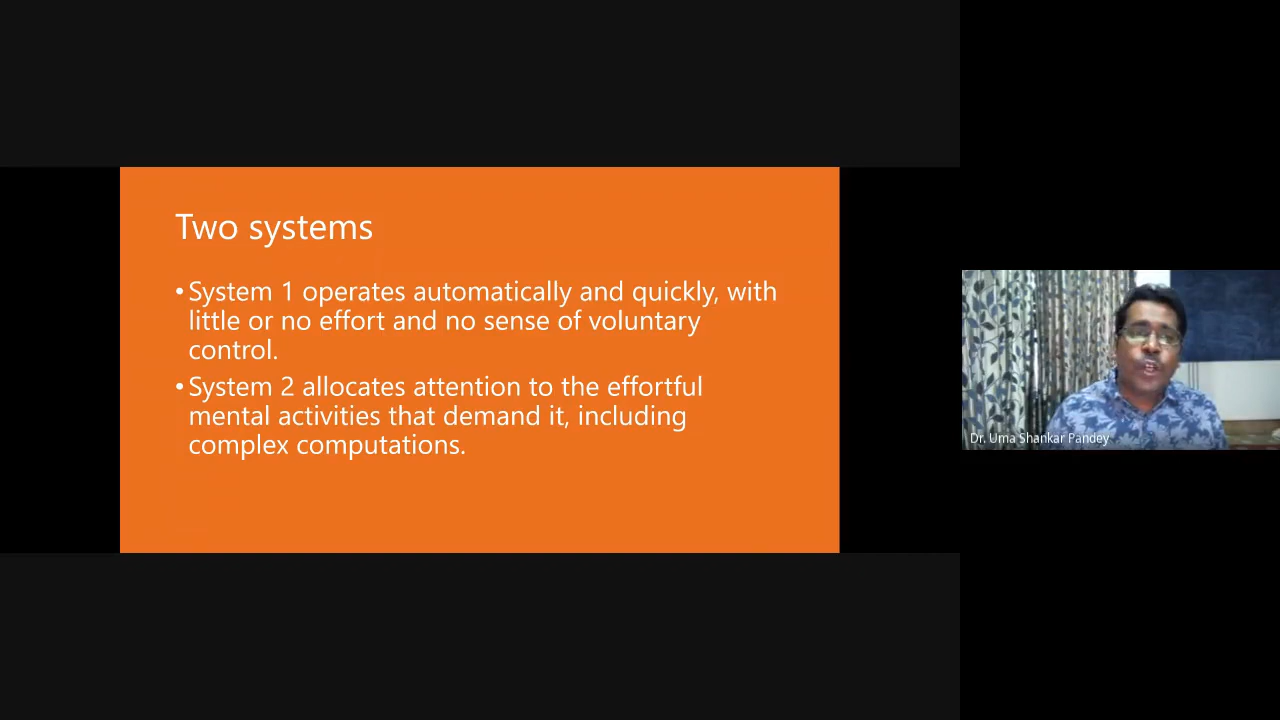 Two systems
•System 1 operates automatically and quickly, with
little or no effort and no sense of voluntary
control.
•System 2 allocates attention to the effortful
mental activities that demand it, including
complex computations.
Dr. Uma Shankar Pandey